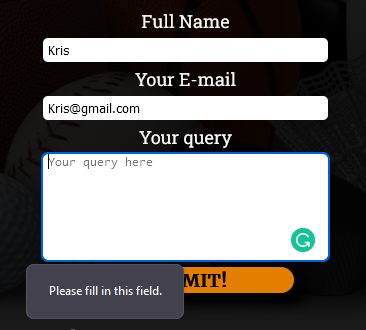 Full Name
Kris
Your E-mail
Kris@gmail.com
Your query
Your query here
MIT!
Please fill in this field.